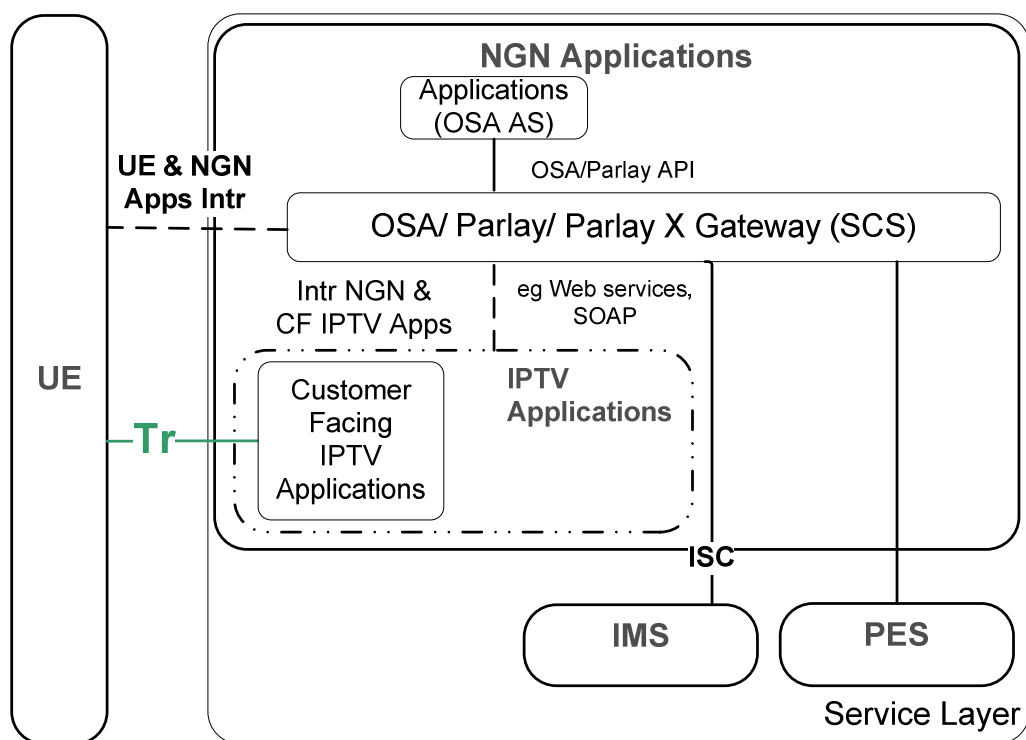 NGN Applications
Applications
(OSA AS)
UE & NGN
Apps Intr
OSA/Parlay API
OSA/ Parlay/ Parlay X Gateway (SCS)
Intr NGN &
CF IPTV Apps
eg Web services,
SOAP
UE
Customer
Facing
IPTV
Applications
IPTV
Applications
Tr
ISC
IMS
PES
Service Layer